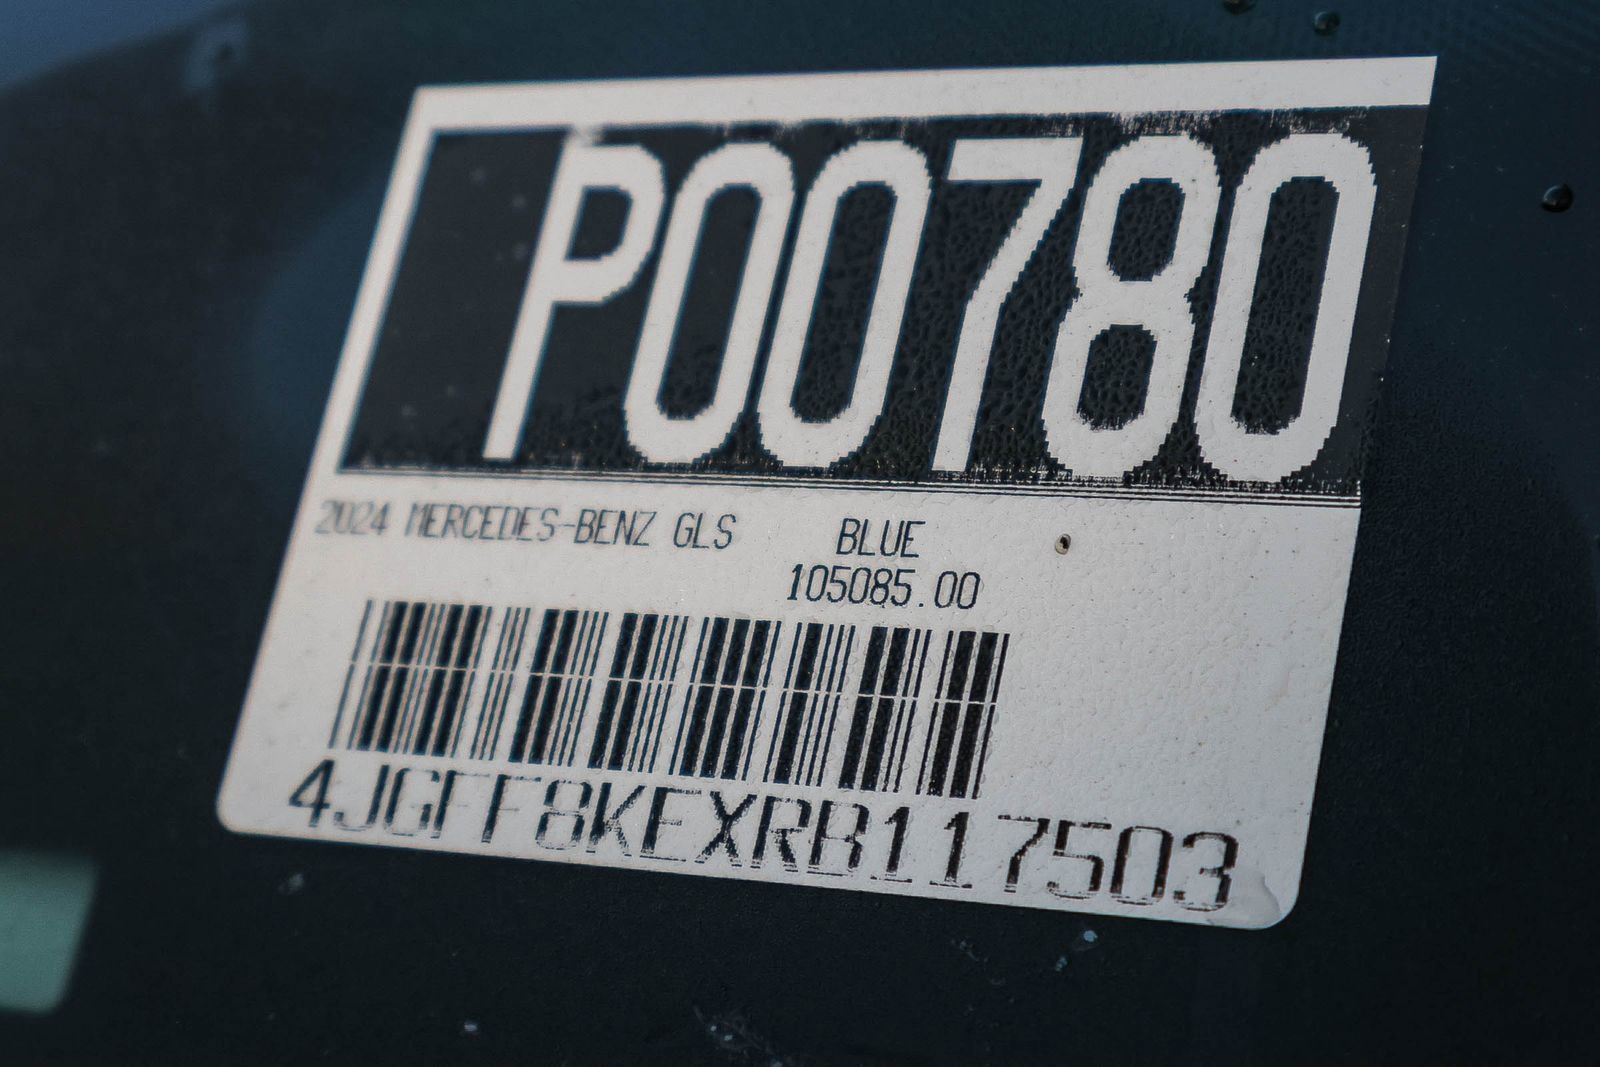 P00780
2024 MERCEDES-BENZ GLS BLUE
105085.00
4JGFF8KEXRB117503